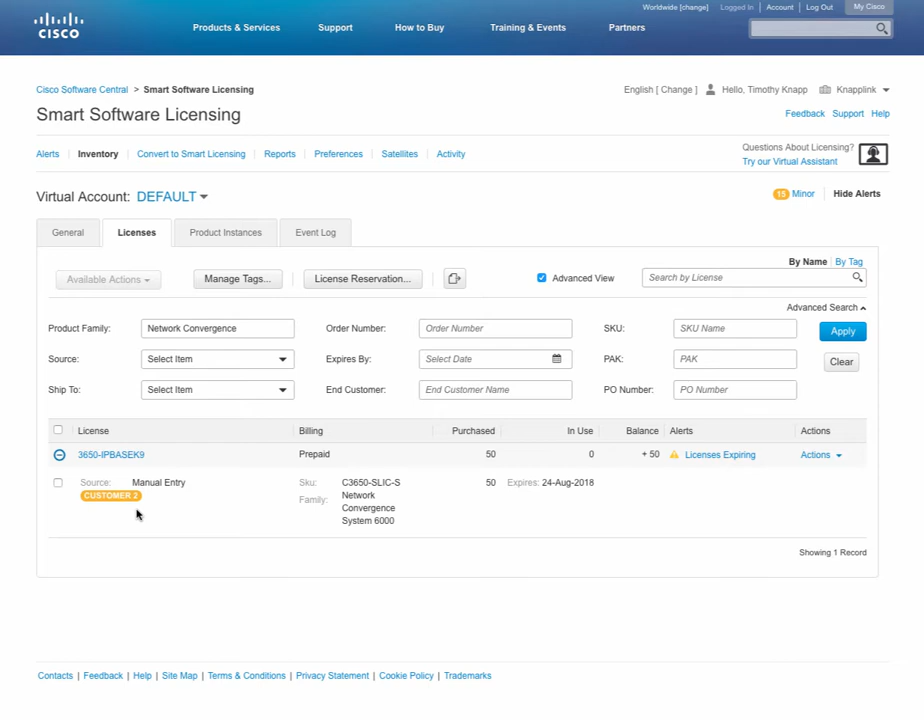 Worldwide [change] Logged In Account Log Out My Cisco
CISCO
Products & Services Support How to Buy Training & Events Partners
Cisco Software Central > Smart Software Licensing
English [ Change ] Hello, Timothy Knapp Knapplink
Smart Software Licensing
Feedback Support Help
Alerts Inventory Convert to Smart Licensing Reports Preferences Satellites Activity
Questions About Licensing?
Try our Virtual Assistant
Virtual Account: DEFAULT
15 Minor Hide Alerts
General Licenses Product Instances Event Log
By Name By Tag
Available Actions Manage Tags... License Reservation... Advanced View Search by License
Advanced Search
Product Family: Network Convergence Order Number: Order Number SKU: SKU Name Apply
Source: Select Item Expires By: Select Date PAK: PAK Clear
Ship To: Select Item End Customer: End Customer Name PO Number: PO Number
License Billing Purchased In Use Balance Alerts Actions
3650-IPBASEK9 Prepaid 50 0 + 50 Licenses Expiring Actions
Source: Manual Entry Sku: C3650-SLIC-S 50 Expires: 24-Aug-2018
CUSTOMER 2 Family: Network
Convergence
System 6000
Showing 1 Record
Contacts | Feedback | Help | Site Map | Terms & Conditions | Privacy Statement | Cookie Policy | Trademarks